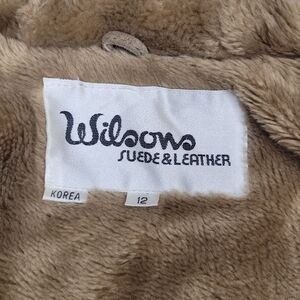 Wilsons
SUEDE & LEATHER
KOREA
12